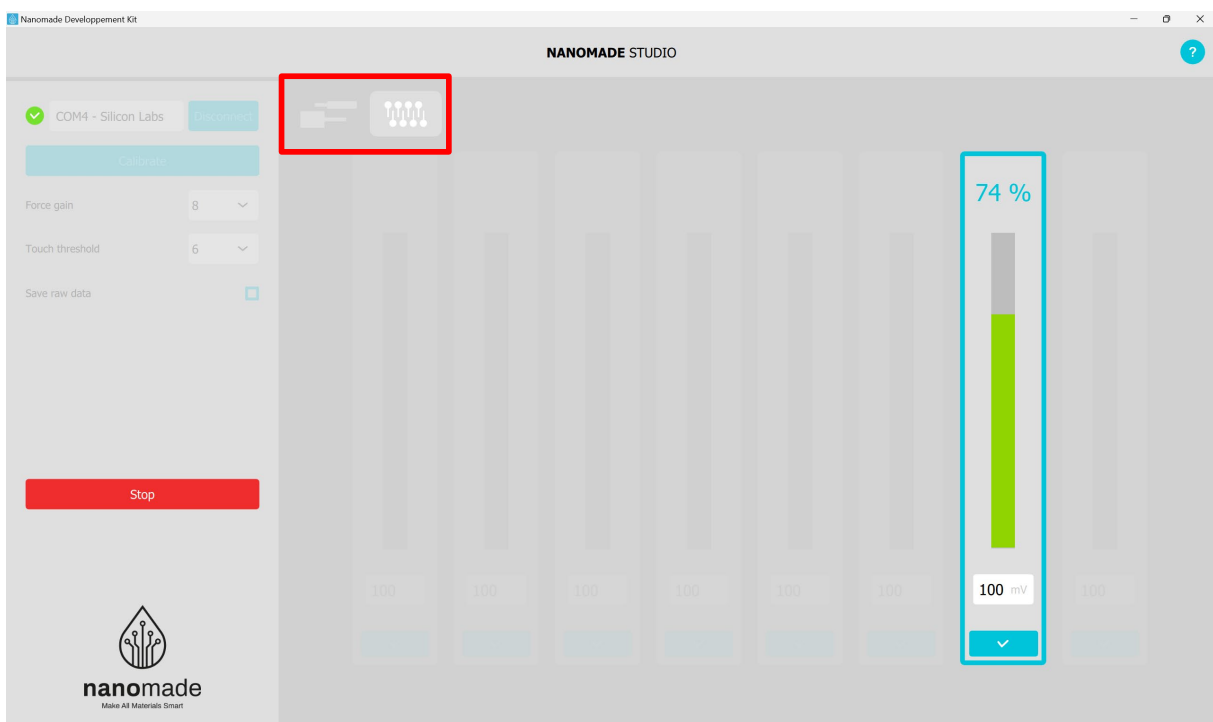 Nanomade Developpement Kit
NANOMADE STUDIO
?
COM4 - Silicon Labs
Disconnect
Calibrate
Force gain
8
Touch threshold
6
Save raw data
Stop
74 %
100
100
100
100
100
100
100 mV
100
nanomade
Make All Materials Smart